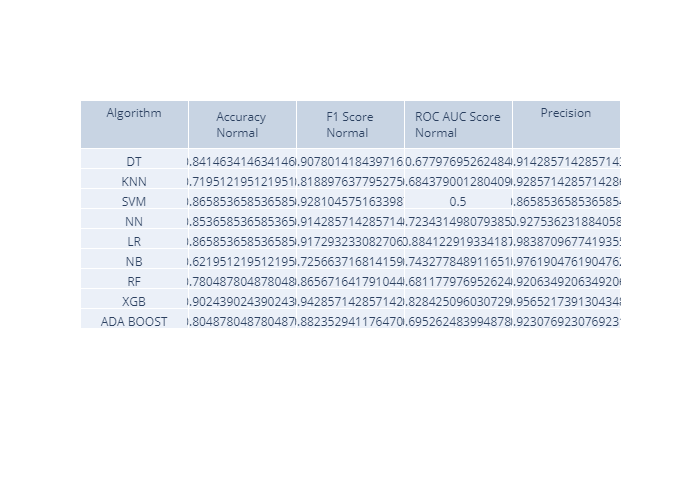 Algorithm Accuracy Normal F1 Score Normal ROC AUC Score Normal Precision
DT .841463414634146 .907801418439716 0.67797695262484 .914285714285714
KNN .719512195121951 .818897637795275 .684379001280409 .928571428571428
SVM .865853658536585 .928104575163398 0.5 .865853658536585
NN .853658536585365 .914285714285714 .723431498079385 .927536231884058
LR .865853658536585 .917293233082706 .884122919334187 .983870967741935
NB .621951219512195 .725663716814159 .743277848911651 .976190476190476
RF .780487804878048 .865671641791044 .681177976952624 .920634920634920
XGB .902439024390243 .942857142857142 .828425096030729 .956521739130434
ADA BOOST .804878048780487 .882352941176470 .695262483994878 .923076923076923